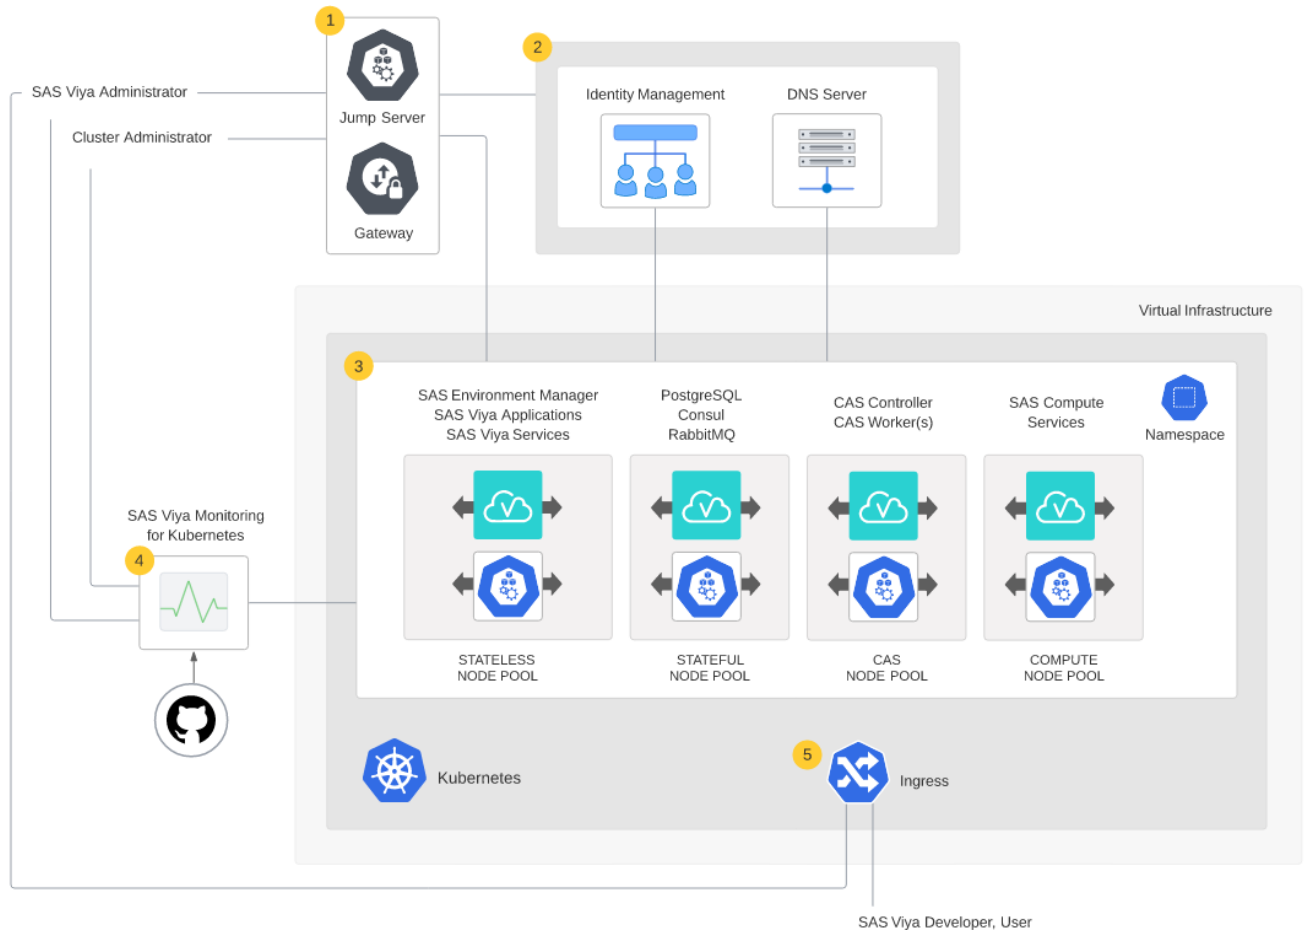 1
Jump Server
Gateway
SAS Viya Administrator
Cluster Administrator
2
Identity Management
DNS Server
Virtual Infrastructure
3
SAS Environment Manager
SAS Viya Applications
SAS Viya Services
PostgreSQL
Consul
RabbitMQ
CAS Controller
CAS Worker(s)
SAS Compute
Services
Namespace
STATELESS
NODE POOL
STATEFUL
NODE POOL
CAS
NODE POOL
COMPUTE
NODE POOL
SAS Viya Monitoring
for Kubernetes
4
Kubernetes
5
Ingress
SAS Viya Developer, User